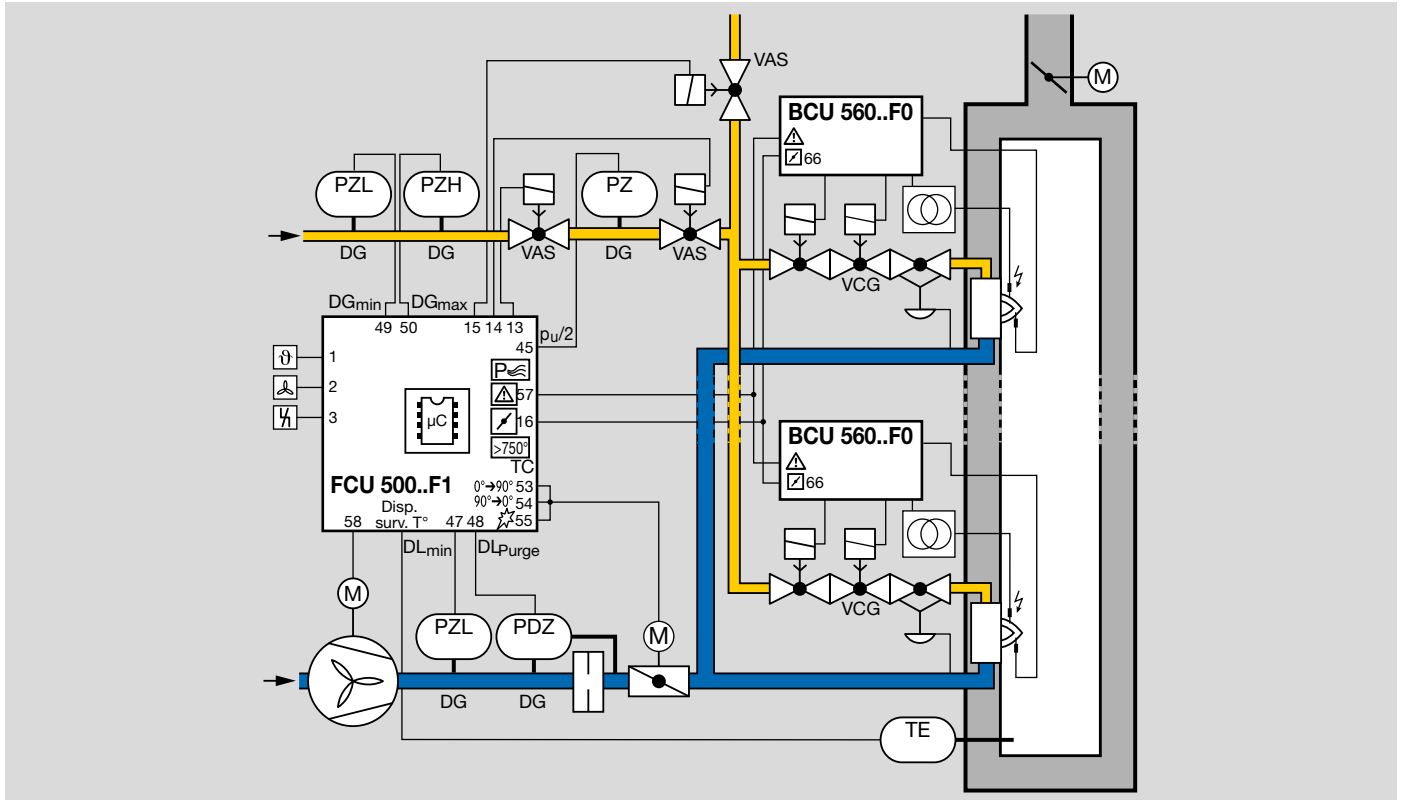 VAS
M
BCU 560..F0
66
PZL
PZH
PZ
DG
DG
VAS
DG
VAS
VCG
DGmin
DGmax
49 50
15 14 13
pu/2
45
ϑ
1
2
3
P
57
µC
16
>750°
TC
FCU 500..F1
Disp.
surv. T°
0°→90° 53
90°→0° 54
55
58
47 48
DLmin
DLPurge
BCU 560..F0
66
VCG
M
PZL
PDZ
M
DG
DG
TE